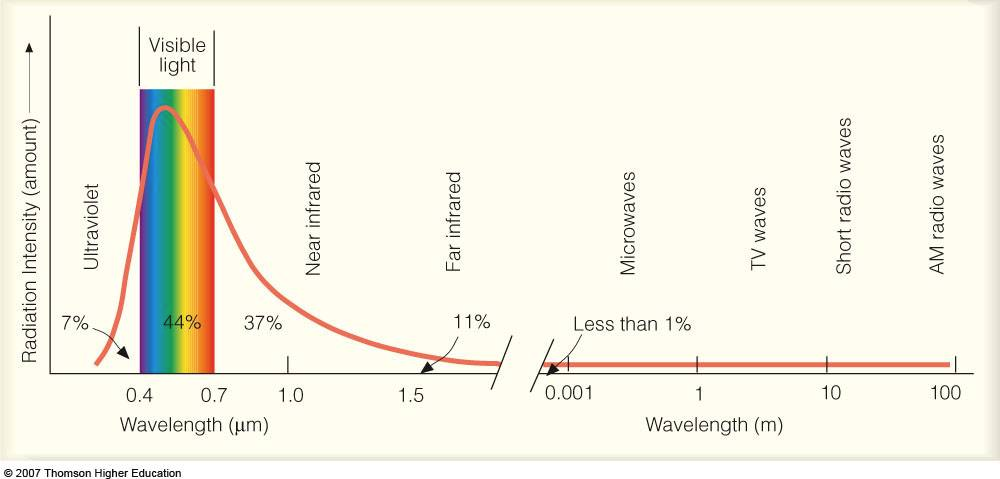 Visible
light
Radiation Intensity (amount)
Ultraviolet
Near infrared
Far infrared
Microwaves
TV waves
Short radio waves
AM radio waves
7%
44%
37%
11%
Less than 1%
0.4
0.7
1.0
1.5
0.001
1
10
100
Wavelength (μm)
Wavelength (m)
© 2007 Thomson Higher Education